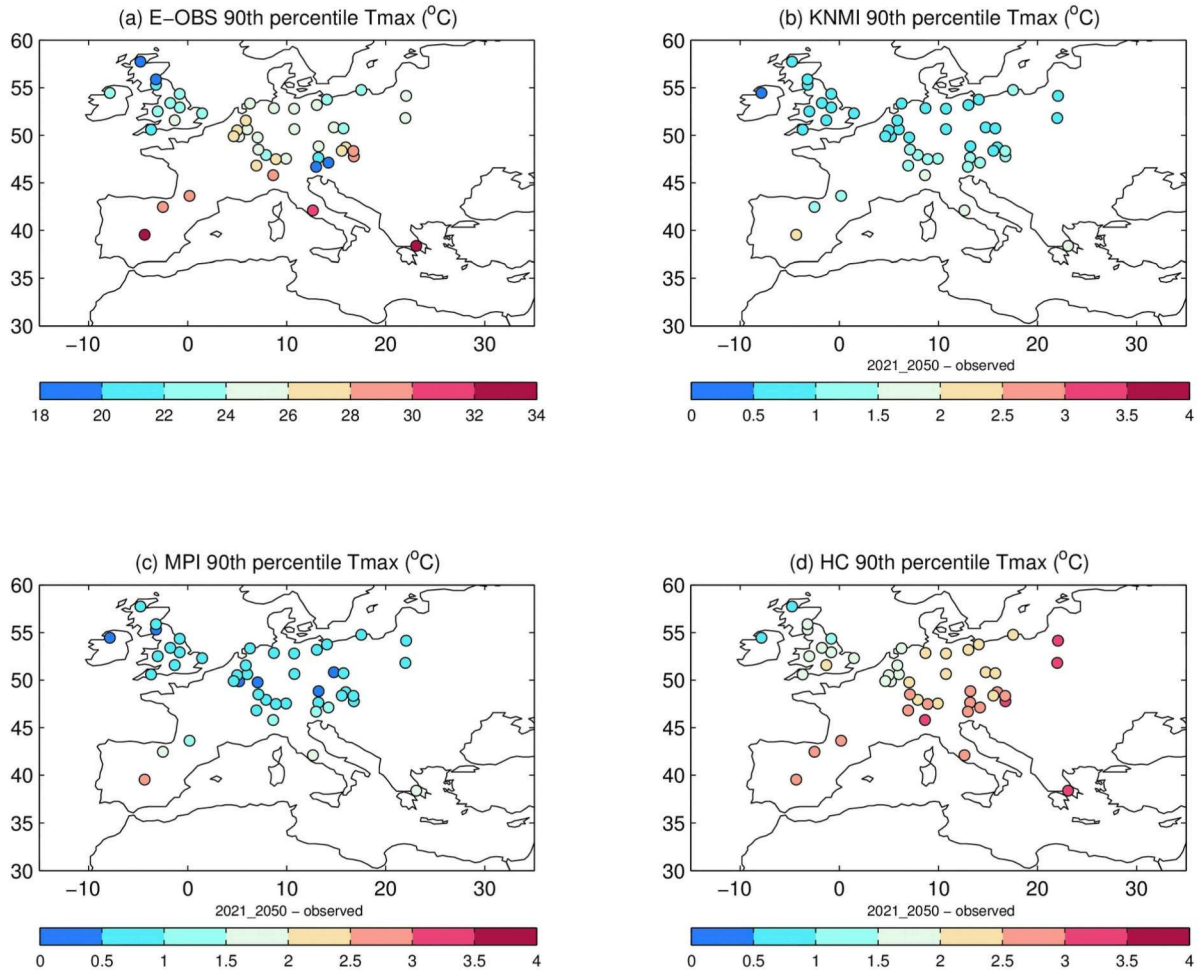 (a) E−OBS 90th percentile Tmax (°C)
60
55
50
45
40
35
30
−10 0 10 20 30
18 20 22 24 26 28 30 32 34
(b) KNMI 90th percentile Tmax (°C)
60
55
50
45
40
35
30
−10 0 10 20 30
2021_2050 − observed
0 0.5 1 1.5 2 2.5 3 3.5 4
(c) MPI 90th percentile Tmax (°C)
60
55
50
45
40
35
30
−10 0 10 20 30
2021_2050 − observed
0 0.5 1 1.5 2 2.5 3 3.5 4
(d) HC 90th percentile Tmax (°C)
60
55
50
45
40
35
30
−10 0 10 20 30
2021_2050 − observed
0 0.5 1 1.5 2 2.5 3 3.5 4